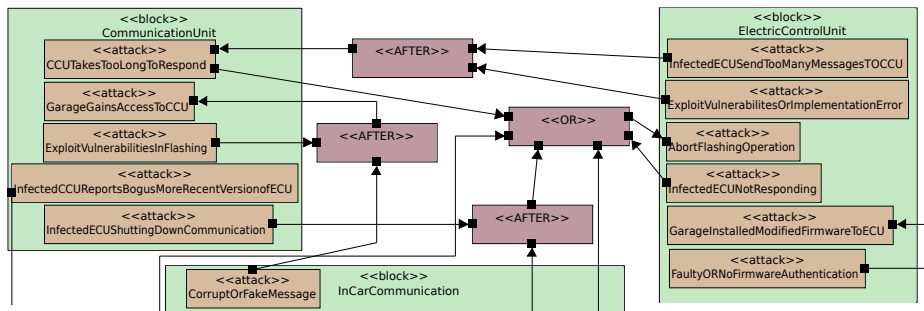 <<block>>
CommunicationUnit
<<attack>>
CCUTakesTooLongToRespond
<<attack>>
GarageGainsAccessToCCU
<<attack>>
ExploitVulnerabilitiesInFlashing
<<attack>>
InfectedCCUReportsBogusMoreRecentVersionofECU
<<attack>>
InfectedECUShuttingDownCommunication
<<AFTER>>
<<AFTER>>
<<OR>>
<<AFTER>>
<<block>>
ElectricControlUnit
<<attack>>
InfectedECUSendTooManyMessagesTOCCU
<<attack>>
ExploitVulnerabilitesOrImplementationError
<<attack>>
AbortFlashingOperation
<<attack>>
InfectedECUNotResponding
<<attack>>
GarageInstalledModifiedFirmwareToECU
<<attack>>
FaultyORNoFirmwareAuthentication
<<block>>
InCarCommunication
<<attack>>
CorruptOrFakeMessage